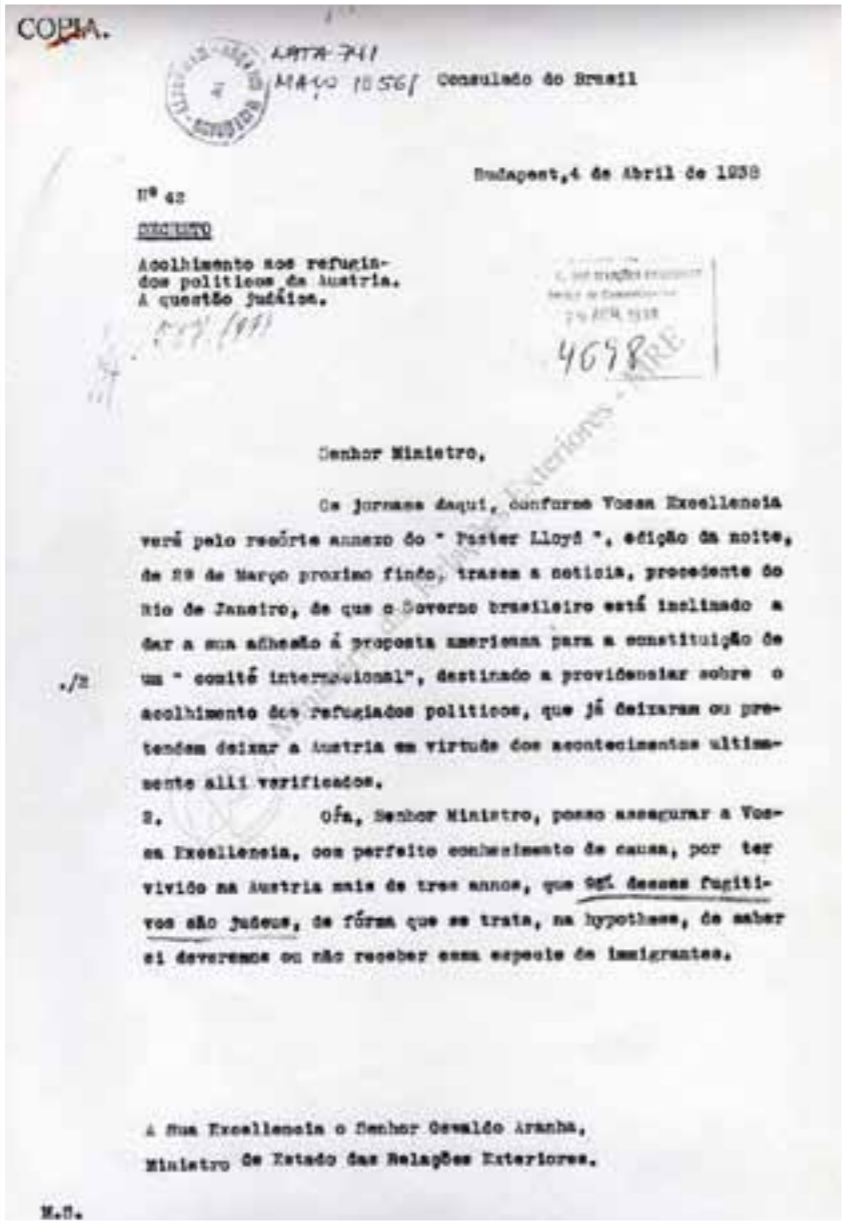 COPIA.
LATA 741
MAÇO 10561
Consulado do Brasil
Budapest, 4 de Abril de 1938
Nº 42
SECRETO
Acolhimento aos refugia-
dos politicos da Austria.
A questão judáica.
4698
Senhor Ministro,
Os jornaes daqui, conforme Vossa Excellencia
verá pelo recórte annexo do " Pester Lloyd ", edição da noite,
de 29 de Março proximo findo, trazem a noticia, procedente do
Rio de Janeiro, de que o Governo brasileiro está inclinado a
dar a sua adhesão á proposta americana para a constituição de
./2
um " comité internacional", destinado a providenciar sobre o
acolhimento dos refugiados politicos, que já deixaram ou pre-
tendem deixar a Austria em virtude dos acontecimentos ultima-
mente alli verificados.
2. Óra, Senhor Ministro, posso assegurar a Vos-
sa Excellencia, com perfeito conhecimento de causa, por ter
vivido na Austria mais de tres annos, que desses fugiti-
vos são judeus, de fórma que se trata, na hypothese, de saber
si deveremos ou não receber essa especie de immigrantes.
A Sua Excellencia o Senhor Oswaldo Aranha,
Ministro de Estado das Relações Exteriores.
M.S.
Ministério das Relações Exteriores - MRE